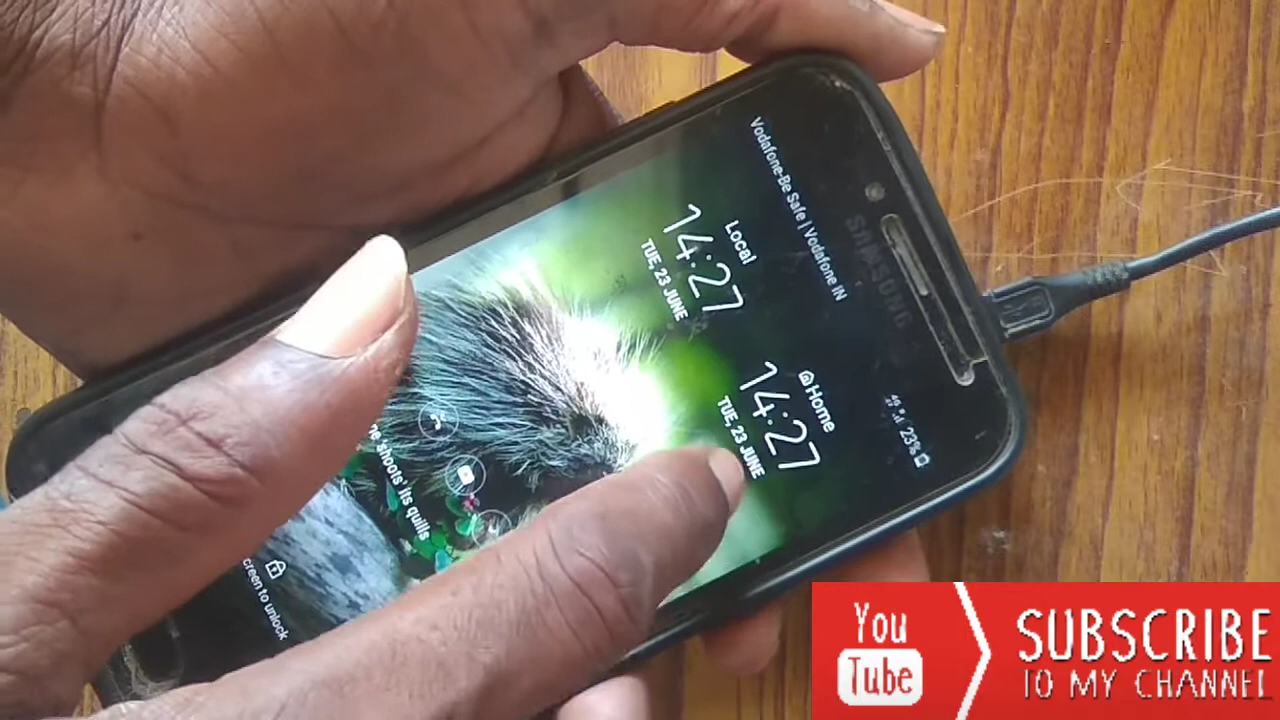 Vodafone-Be Safe | Vodafone IN
SAMSUNG
23%
Local
14:27
TUE, 23 JUNE
Home
14:27
TUE, 23 JUNE
'shoots' its quills
to unlock
You
Tube
SUBSCRIBE
TO MY CHANNEL